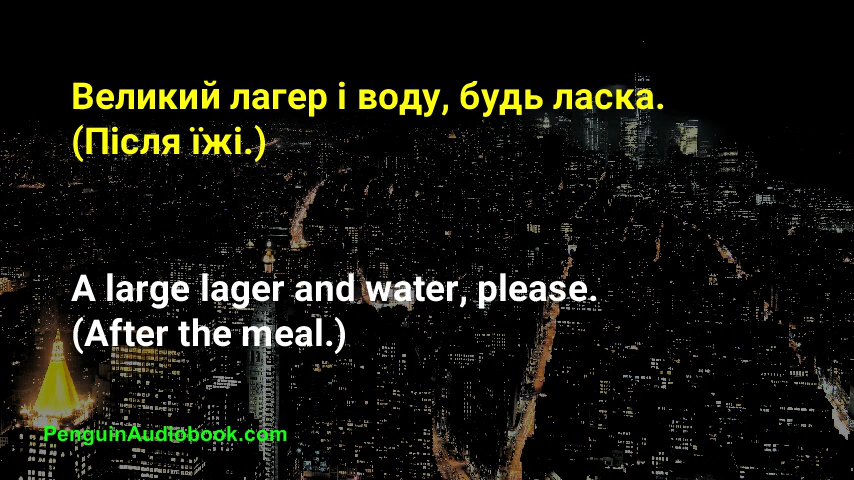 Великий лагер і воду, будь ласка.
(Після їжі.)
A large lager and water, please.
(After the meal.)
PenguinAudiobook.com